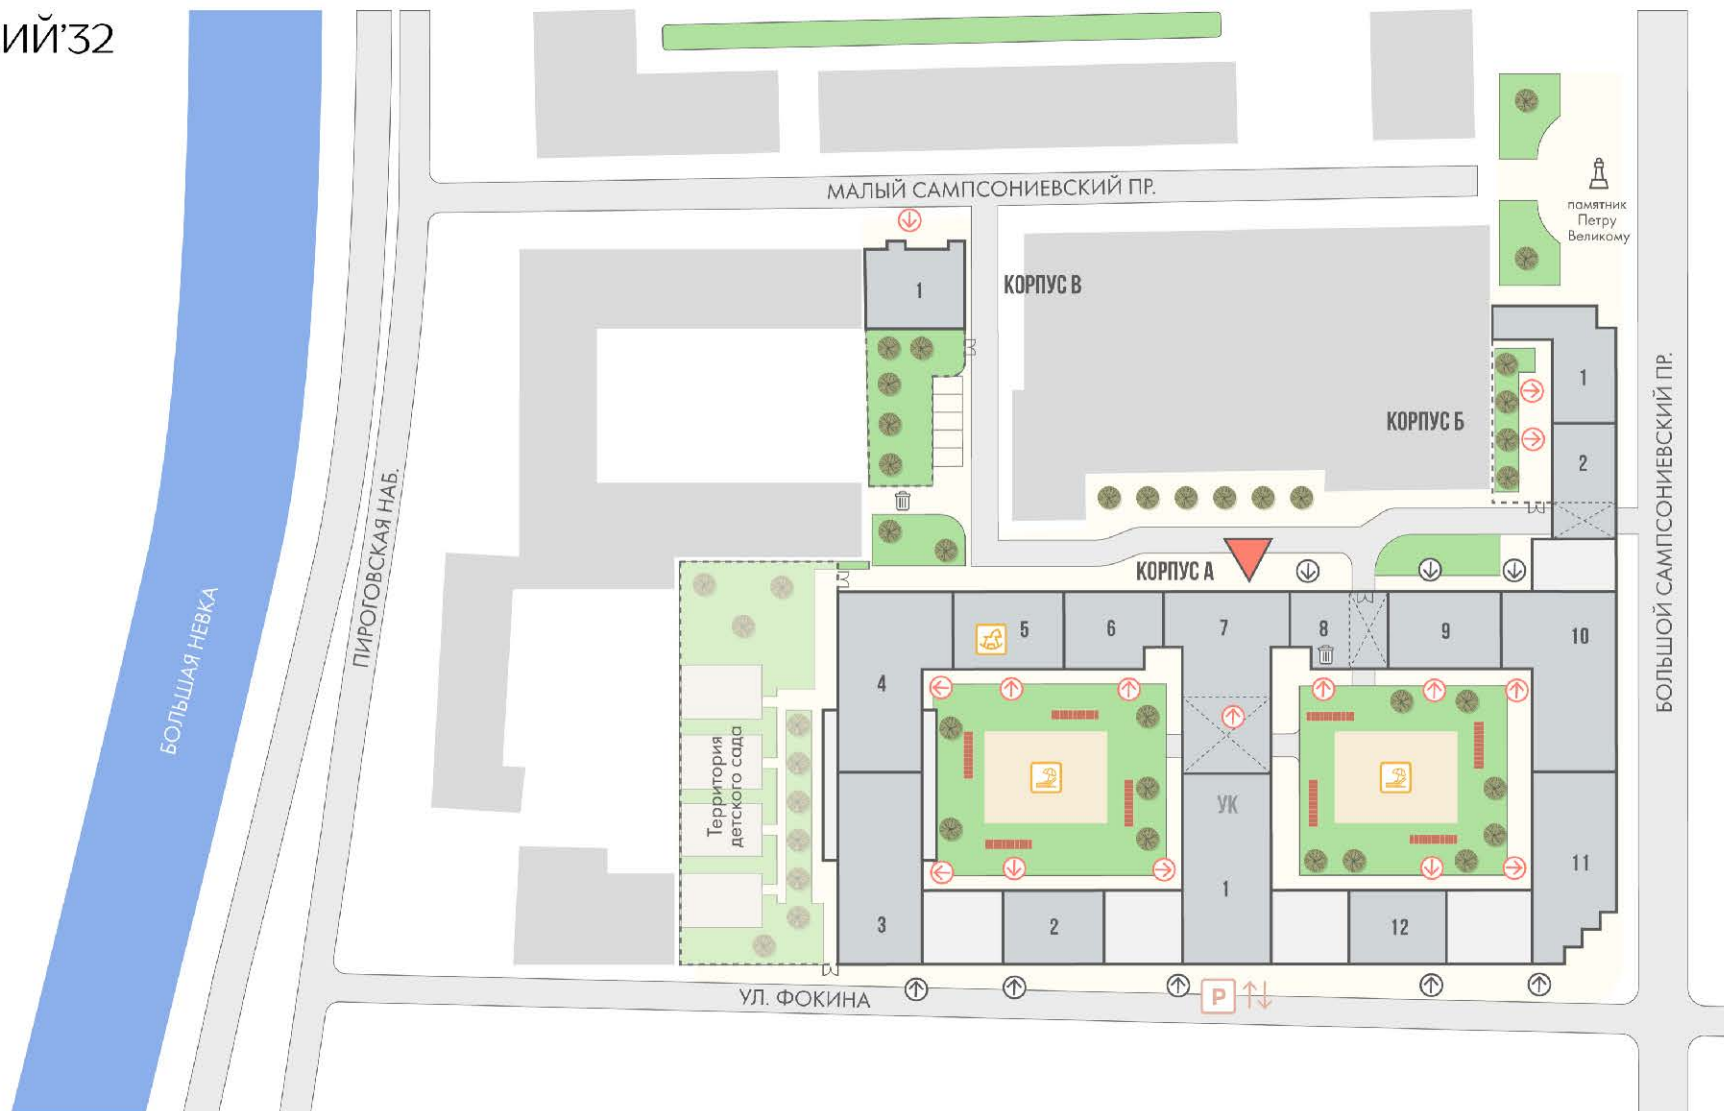 ИЙ'32
МАЛЫЙ САМПСОНИЕВСКИЙ ПР.
памятник
Петру
Великому
1
КОРПУС В
КОРПУС Б
1
2
БОЛЬШОЙ САМПСОНИЕВСКИЙ ПР.
ПИРОГОВСКАЯ НАБ.
БОЛЬШАЯ НЕВКА
КОРПУС А
4
5
6
7
8
9
10
Территория
детского сада
УК
3
2
1
12
11
УЛ. ФОКИНА
P